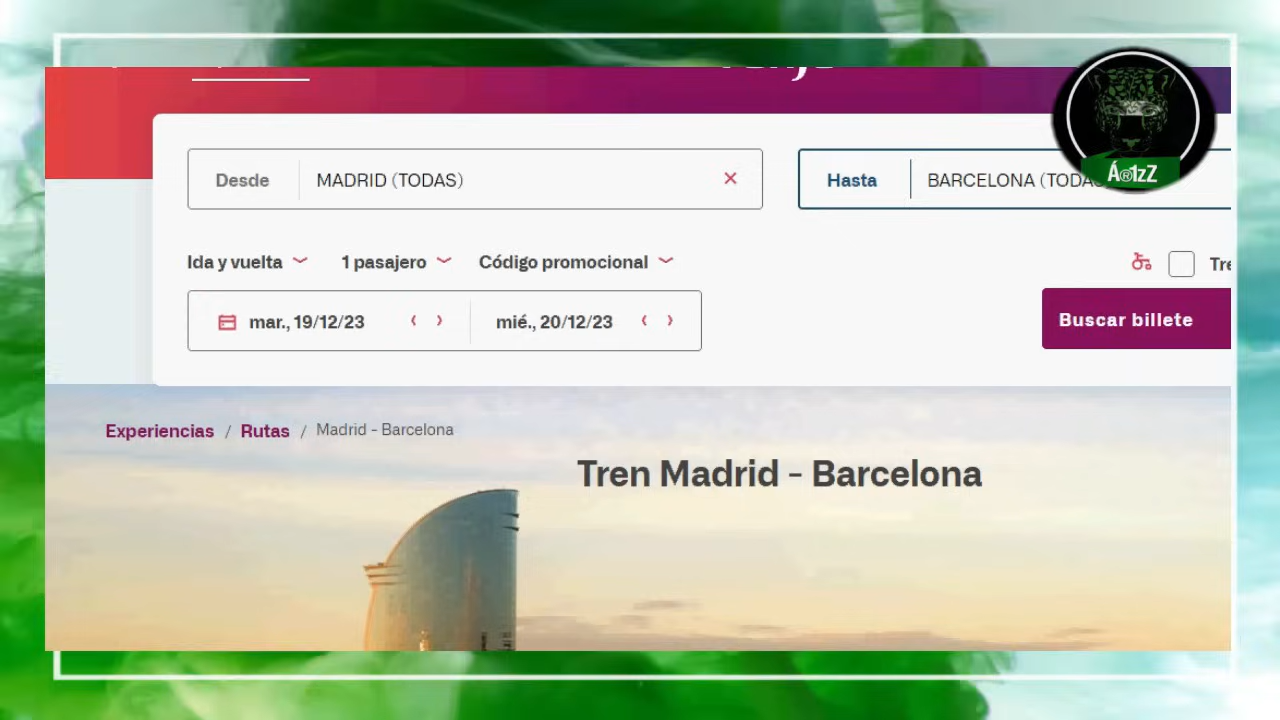 Desde MADRID (TODAS)
Hasta BARCELONA (TODAS
Ida y vuelta 1 pasajero Código promocional
mar., 19/12/23 mié., 20/12/23
Buscar billete
Experiencias / Rutas / Madrid - Barcelona
Tren Madrid - Barcelona
Á®1zZ